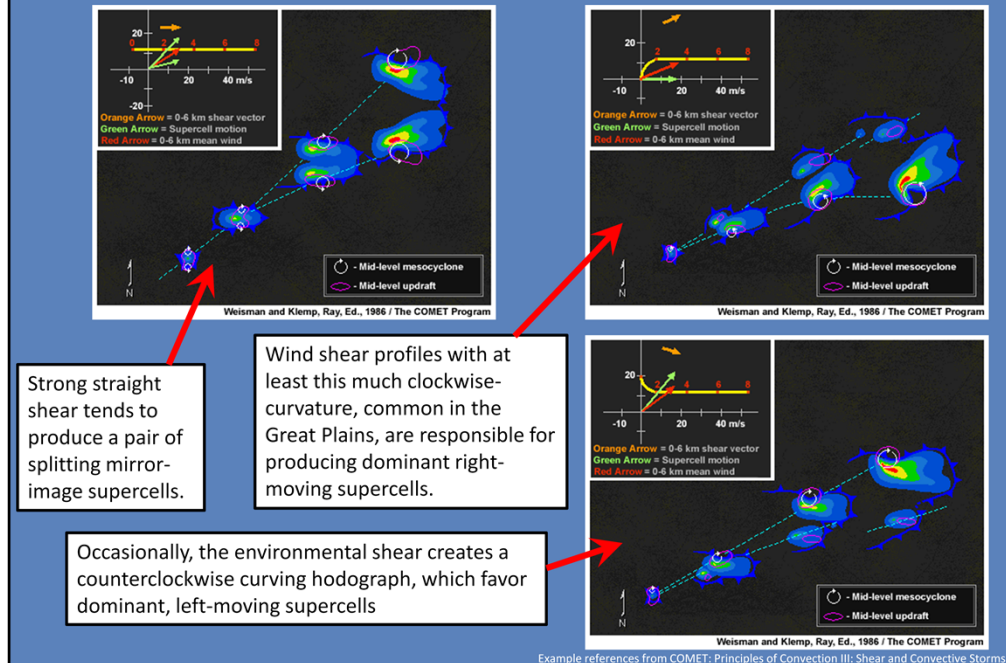 0 2 4 6 8
20
-10 20 40 m/s
-20
Orange Arrow = 0-6 km shear vector
Green Arrow = Supercell motion
Red Arrow = 0-6 km mean wind
N
- Mid-level mesocyclone
- Mid-level updraft
Weisman and Klemp, Ray, Ed., 1986 / The COMET Program
20
2 4 6 8
-10 20 40 m/s
Orange Arrow = 0-6 km shear vector
Green Arrow = Supercell motion
Red Arrow = 0-6 km mean wind
N
- Mid-level mesocyclone
- Mid-level updraft
Weisman and Klemp, Ray, Ed., 1986 / The COMET Program
Strong straight
shear tends to
produce a pair of
splitting mirror-
image supercells.
Wind shear profiles with at
least this much clockwise-
curvature, common in the
Great Plains, are responsible for
producing dominant right-
moving supercells.
20
2 4 6 8
-10 20 40 m/s
Orange Arrow = 0-6 km shear vector
Green Arrow = Supercell motion
Red Arrow = 0-6 km mean wind
N
- Mid-level mesocyclone
- Mid-level updraft
Weisman and Klemp, Ray, Ed., 1986 / The COMET Program
Occasionally, the environmental shear creates a
counterclockwise curving hodograph, which favor
dominant, left-moving supercells
Example references from COMET: Principles of Convection III: Shear and Convective Storms